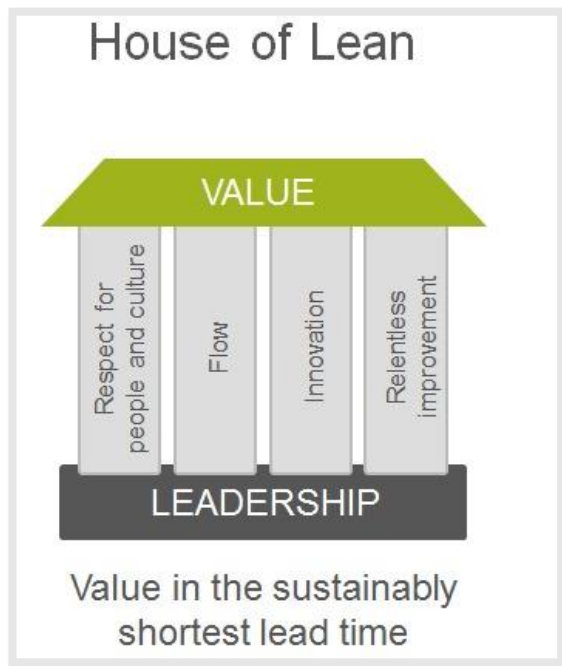 House of Lean
VALUE
Respect for
people and culture
Flow
Innovation
Relentless
improvement
LEADERSHIP
Value in the sustainably
shortest lead time